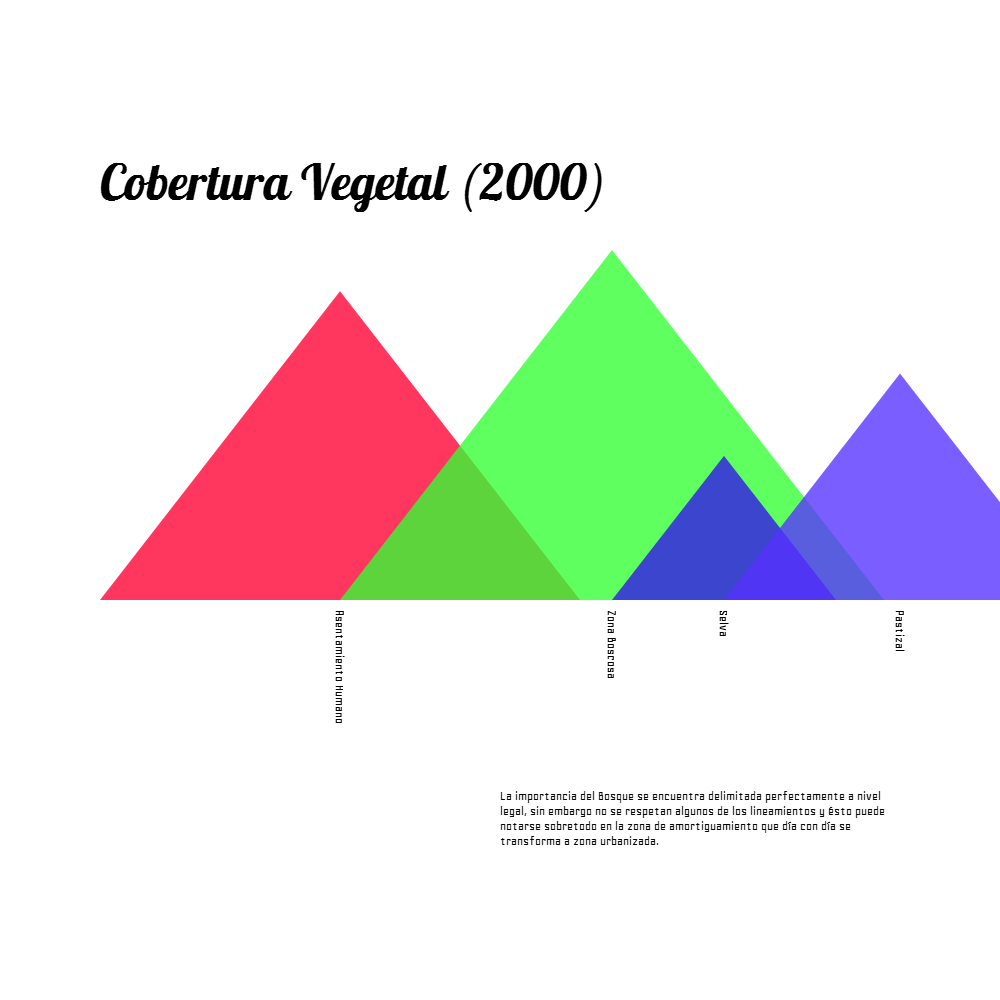 Cobertura Vegetal (2000)
Asentamiento Humano
Zona Boscosa
Selva
Pastizal
La importancia del Bosque se encuentra delimitada perfectamente a nivel
legal, sin embargo no se respetan algunos de los lineamientos y ésto puede
notarse sobretodo en la zona de amortiguamiento que día con día se
transforma a zona urbanizada.